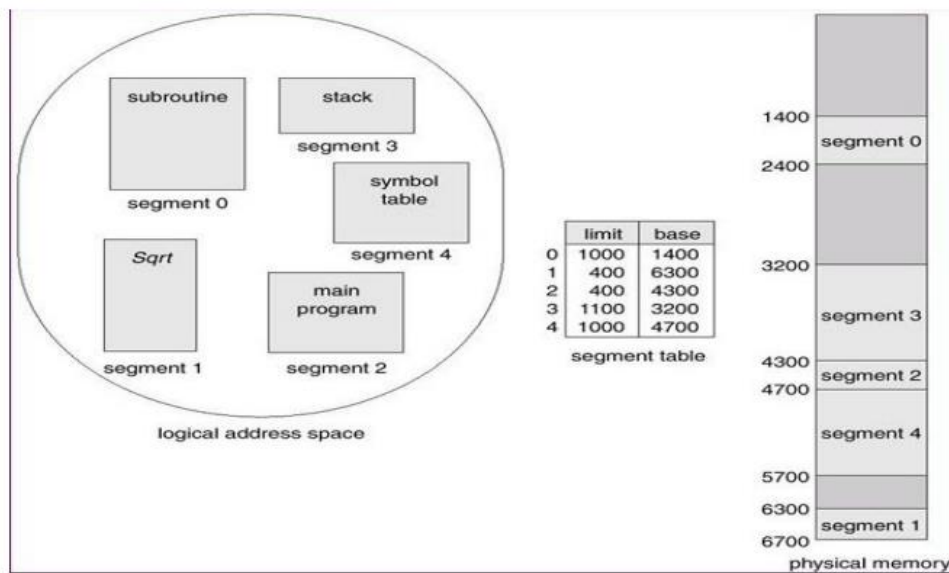 subroutine
segment 0
stack
segment 3
symbol
table
segment 4
Sqrt
segment 1
main
program
segment 2
logical address space
limit base
0 1000 1400
1 400 6300
2 400 4300
3 1100 3200
4 1000 4700
segment table
1400
segment 0
2400
3200
segment 3
4300
segment 2
4700
segment 4
5700
6300
segment 1
6700
physical memory